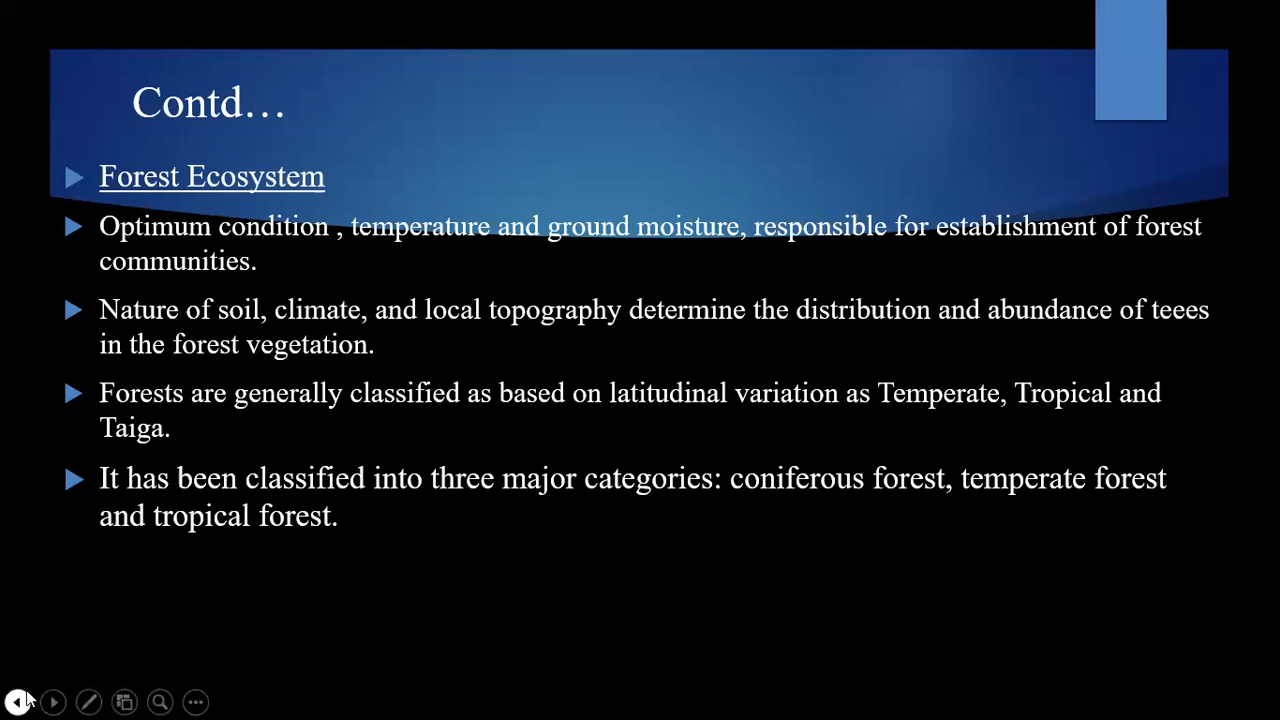 Contd…
Forest Ecosystem
Optimum condition , temperature and ground moisture, responsible for establishment of forest
communities.
Nature of soil, climate, and local topography determine the distribution and abundance of teees
in the forest vegetation.
Forests are generally classified as based on latitudinal variation as Temperate, Tropical and
Taiga.
It has been classified into three major categories: coniferous forest, temperate forest
and tropical forest.